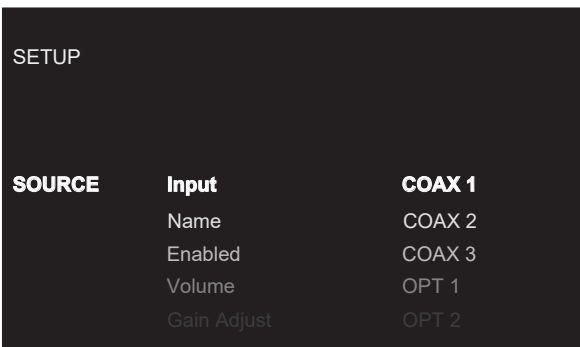 SETUP
SOURCE Input COAX 1
Name COAX 2
Enabled COAX 3
Volume OPT 1
Gain Adjust OPT 2